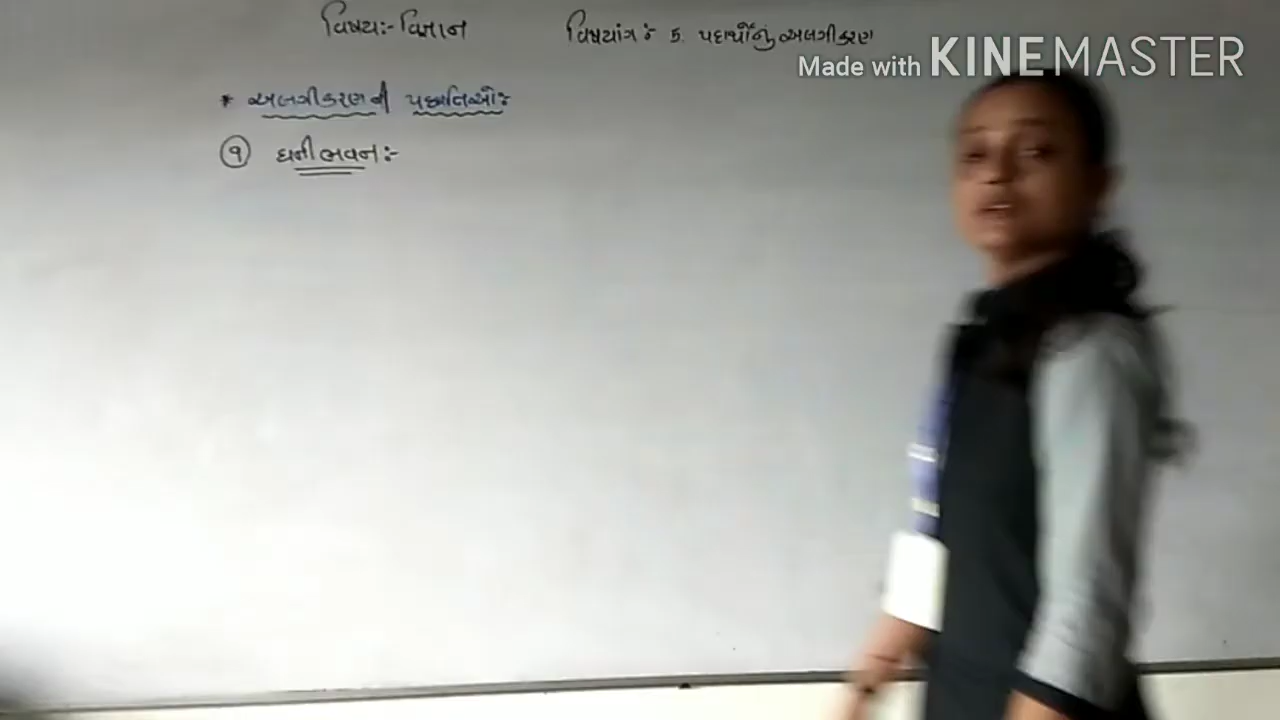 વિષય:- વિજ્ઞાન
વિષયાંગ :- ૬. પદાર્થોનું અલગીકરણ
Made with KINEMASTER
* અલગીકરણની પદ્ધતિઓ :-
૧ ઘનીભવન :-